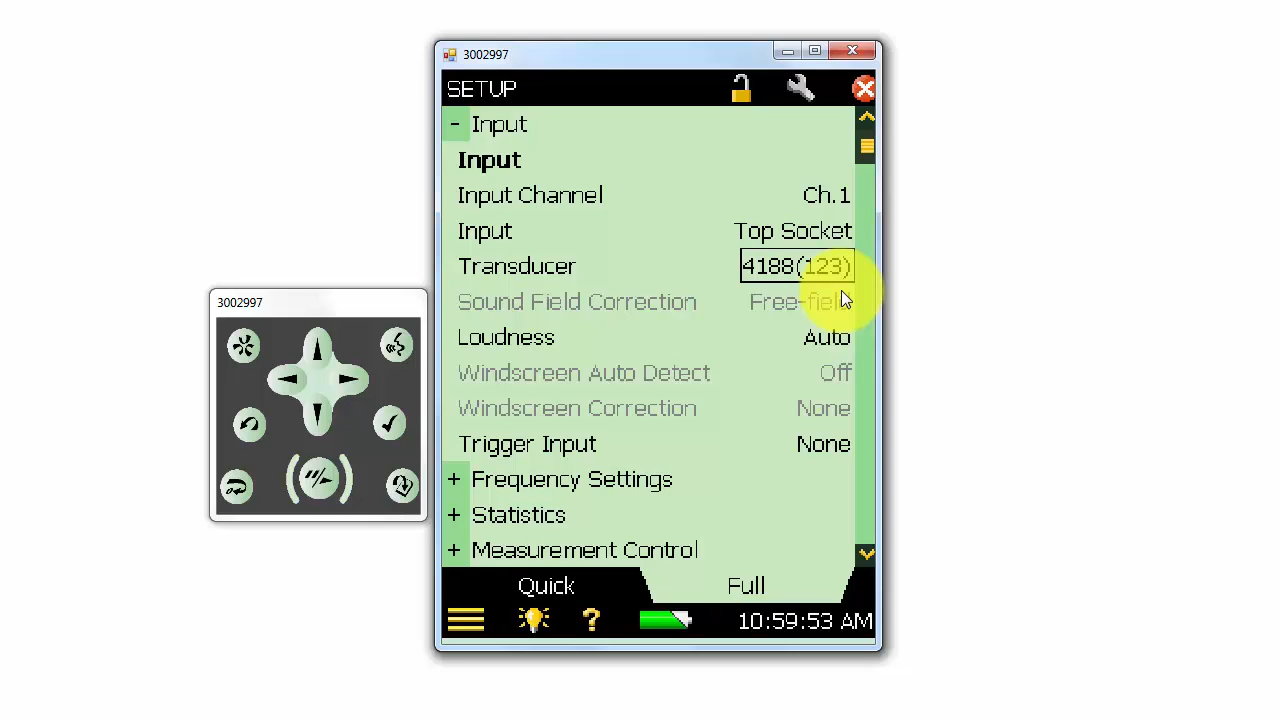 3002997
SETUP
- Input
Input
Input Channel Ch.1
Input Top Socket
Transducer 4188(123)
Sound Field Correction Free-field
Loudness Auto
Windscreen Auto Detect Off
Windscreen Correction None
Trigger Input None
+ Frequency Settings
+ Statistics
+ Measurement Control
Quick Full
? 10:59:53 AM
3002997